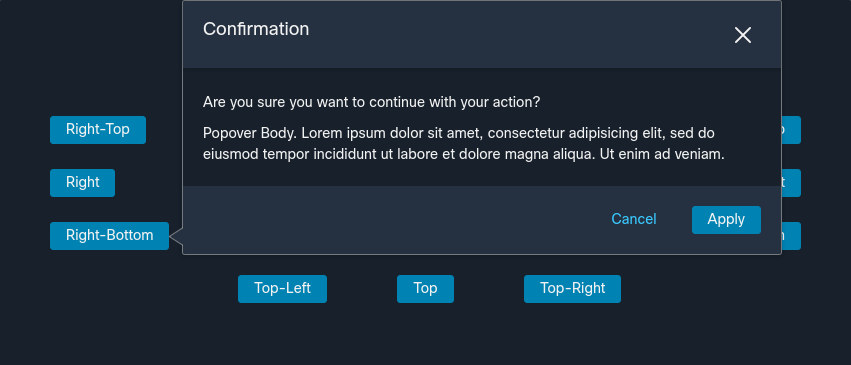 Confirmation
Are you sure you want to continue with your action?
Popover Body. Lorem ipsum dolor sit amet, consectetur adipisicing elit, sed do
eiusmod tempor incididunt ut labore et dolore magna aliqua. Ut enim ad veniam.
Cancel
Apply
Right-Top
Right
Right-Bottom
Top-Left
Top
Top-Right